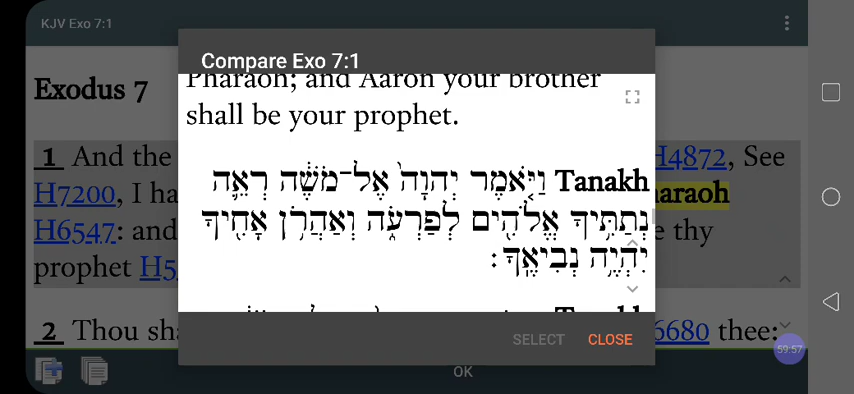 KJV Exo 7:1
Compare Exo 7:1
Pharaoh; and Aaron your brother
shall be your prophet.
Tanakh וַיֹּ֤אמֶר יְהוָה֙ אֶל־מֹשֶׁ֔ה רְאֵ֛ה
נְתַתִּ֥יךָ אֱלֹהִ֖ים לְפַרְעֹ֑ה וְאַהֲרֹ֥ן אָחִ֖יךָ
יִהְיֶ֥ה נְבִיאֶֽךָ׃
SELECT CLOSE
Exodus 7
1 And the H4872, See
H7200, I ha haraoh
H6547: and e thy
prophet H5
2 Thou sha 6680 thee:
59:57
OK